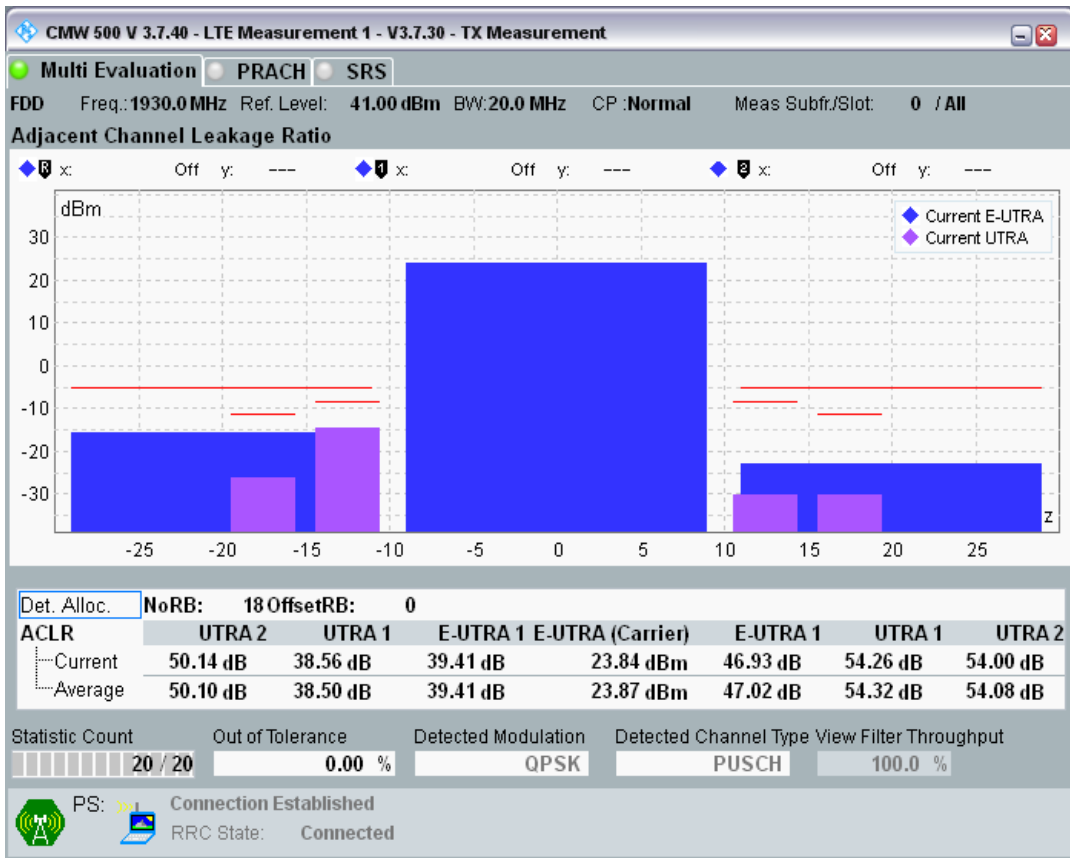 CMW 500 V 3.7.40 - LTE Measurement 1 - V3.7.30 - TX Measurement
Multi Evaluation PRACH SRS
FDD Freq.:1930.0 MHz Ref. Level: 41.00 dBm BW:20.0 MHz CP :Normal Meas Subfr./Slot: 0 / All
Adjacent Channel Leakage Ratio
R x: Off y: --- 1 x: Off y: --- 2 x: Off y: ---
dBm
Current E-UTRA
Current UTRA
30
20
10
0
-10
-20
-30
z
-25 -20 -15 -10 -5 0 5 10 15 20 25
Det. Alloc. NoRB: 18 OffsetRB: 0
ACLR UTRA 2 UTRA 1 E-UTRA 1 E-UTRA (Carrier) E-UTRA 1 UTRA 1 UTRA 2
Current 50.14 dB 38.56 dB 39.41 dB 23.84 dBm 46.93 dB 54.26 dB 54.00 dB
Average 50.10 dB 38.50 dB 39.41 dB 23.87 dBm 47.02 dB 54.32 dB 54.08 dB
Statistic Count Out of Tolerance Detected Modulation Detected Channel Type View Filter Throughput
20 / 20 0.00 % QPSK PUSCH 100.0 %
PS: Connection Established
RRC State: Connected